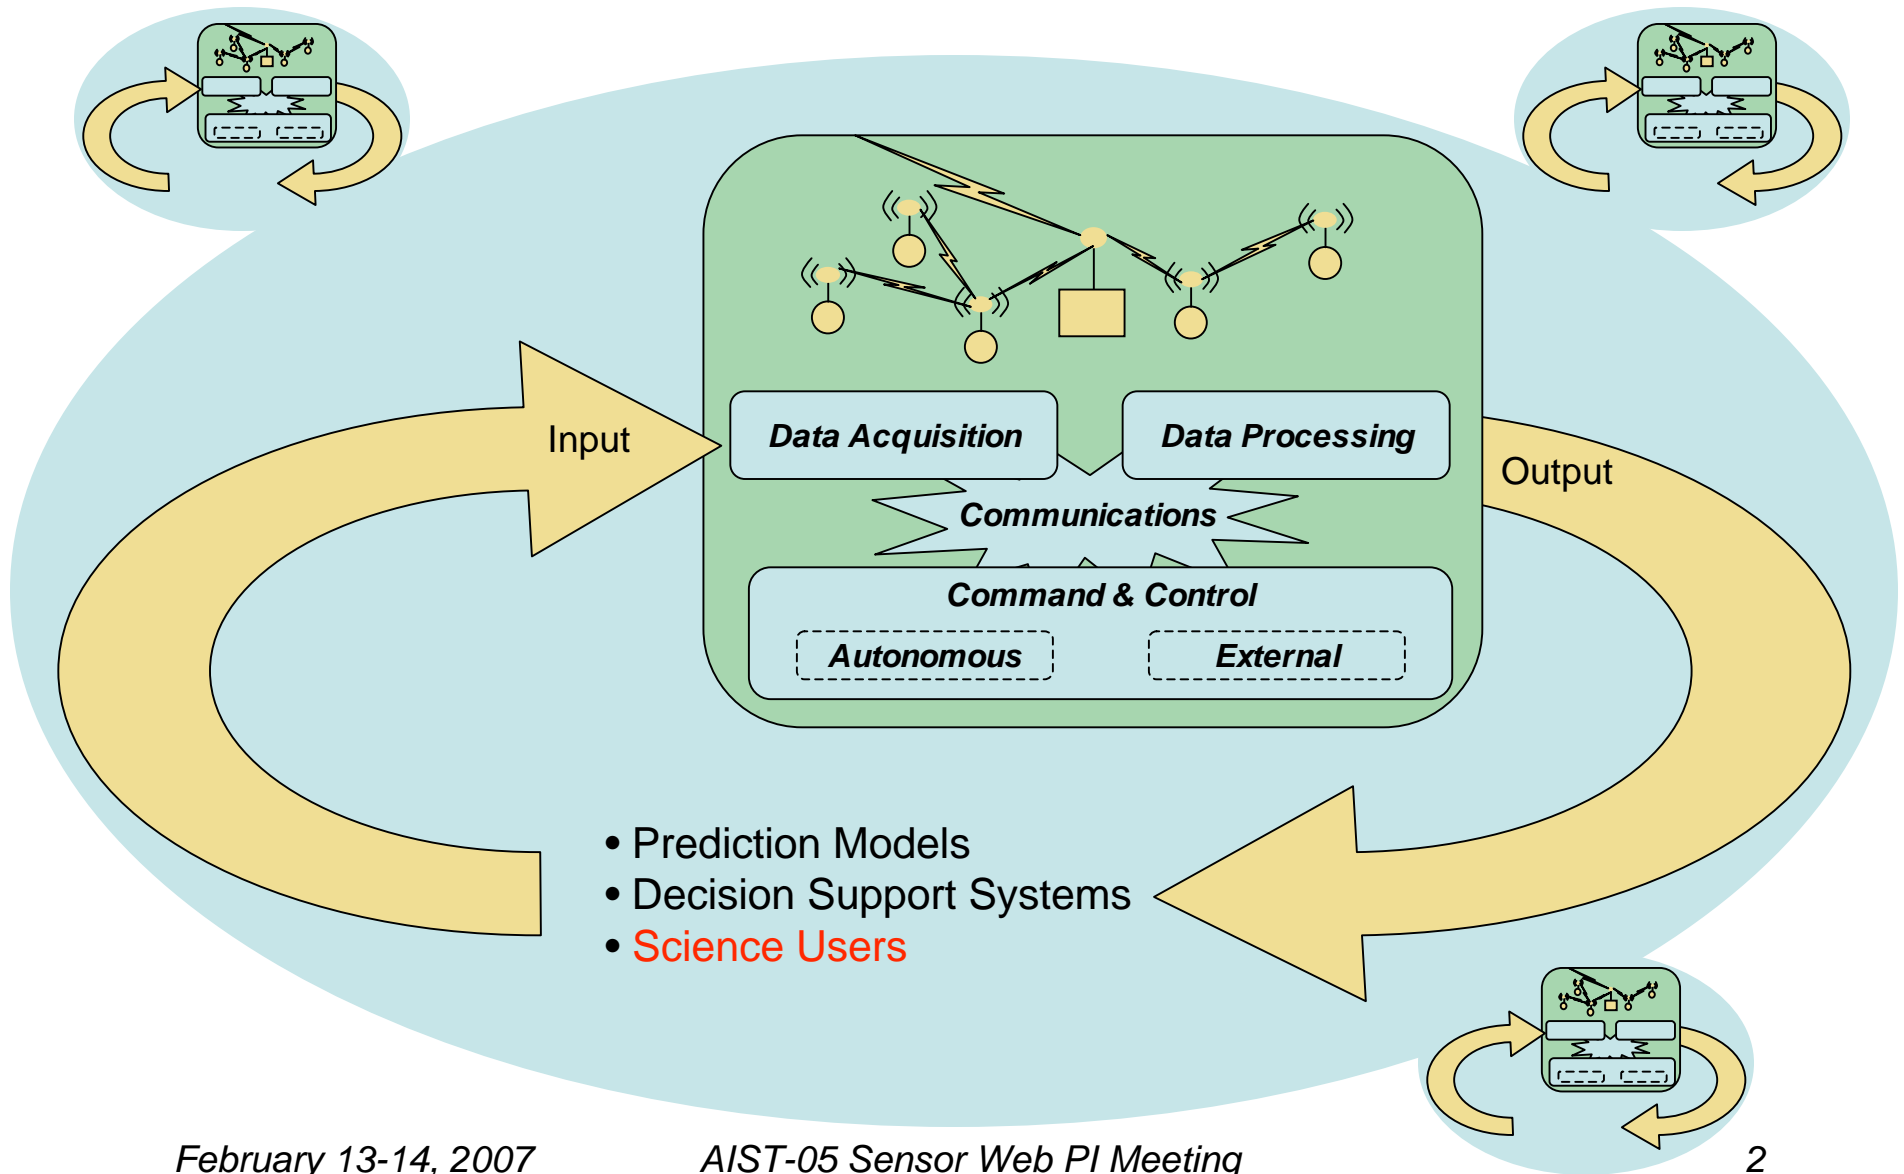 Input
Data Acquisition
Data Processing
Output
Communications
Command & Control
Autonomous
External
• Prediction Models
• Decision Support Systems
• Science Users
February 13-14, 2007
AIST-05 Sensor Web PI Meeting
2